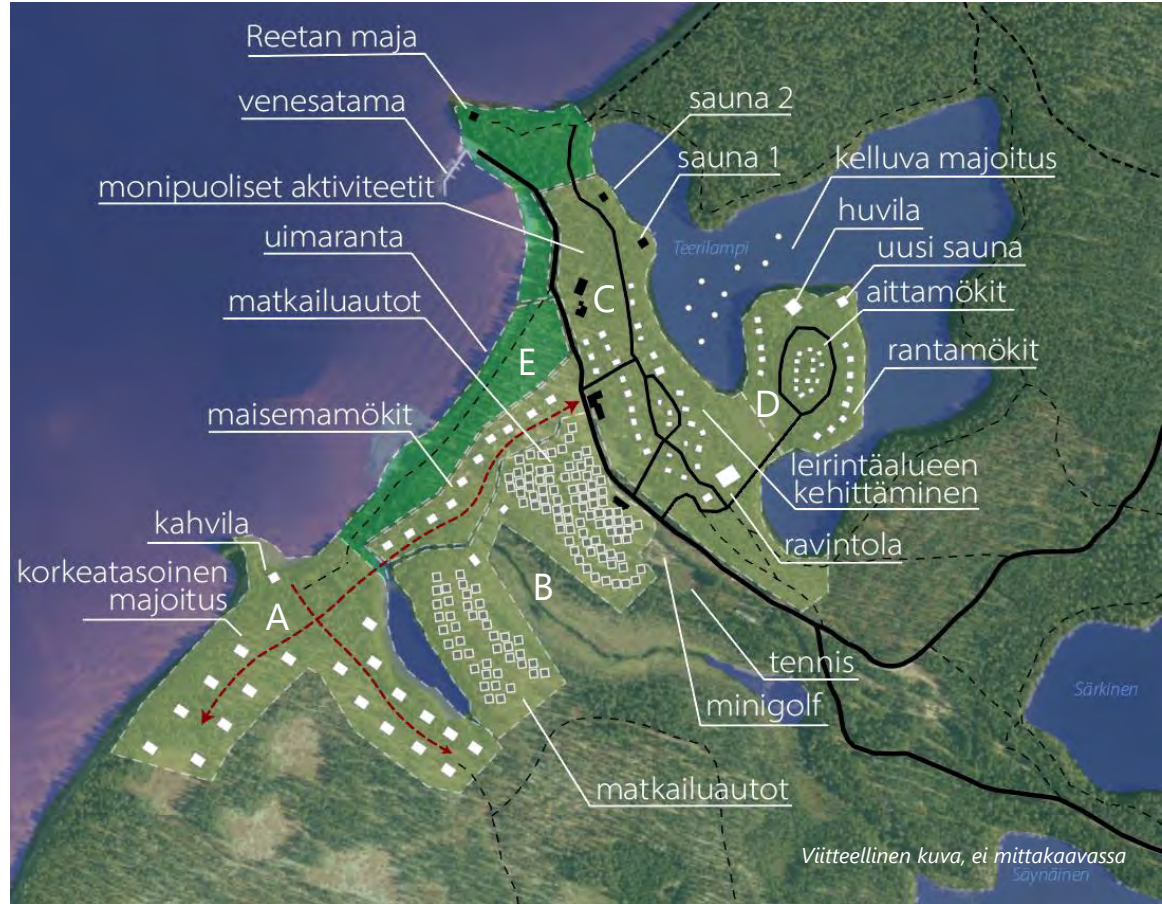 Reetan maja
venesatama
monipuoliset aktiviteetit
uimaranta
matkailuautot
maisemamökit
kahvila
korkeatasoinen
majoitus
sauna 2
sauna 1
kelluva majoitus
huvila
uusi sauna
aittamökit
rantamökit
Teerilampi
C
E
D
A
B
leirintäalueen
kehittäminen
ravintola
tennis
minigolf
matkailuautot
Särkinen
Viitteellinen kuva, ei mittakaavassa
Säynäinen